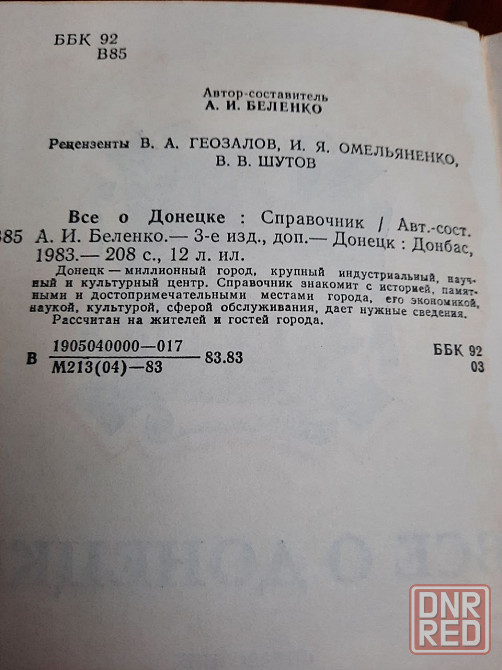 ББК 92
В85
Автор-составитель
А. И. БЕЛЕНКО
Рецензенты В. А. ГЕОЗАЛОВ, И. Я. ОМЕЛЬЯНЕНКО,
В. В. ШУТОВ
Все о Донецке : Справочник / Авт.-сост.
В85 А. И. Беленко.— 3-е изд., доп.— Донецк : Донбас,
1983.— 208 с., 12 л. ил.
Донецк — миллионный город, крупный индустриальный, науч-
ный и культурный центр. Справочник знакомит с историей, памят-
ными и достопримечательными местами города, его экономикой,
наукой, культурой, сферой обслуживания, дает нужные сведения.
Рассчитан на жителей и гостей города.
В 1905040000—017 83.83
М213(04)—83
ББК 92
03
ВСЕ О ДОНЕЦК
DNR
RED